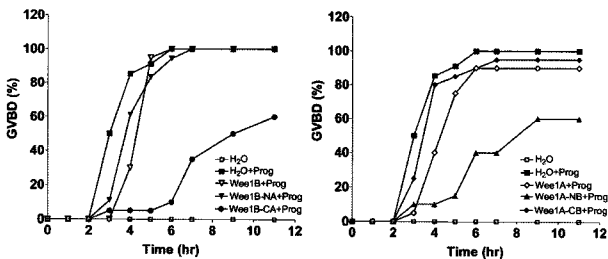 GVBD (%)
100
80
60
40
20
0
0 2 4 6 8 10 12
Time (hr)
H₂O
H₂O+Prog
Wee1B+Prog
Wee1B-NA+Prog
Wee1B-CA+Prog
GVBD (%)
100
80
60
40
20
0
0 2 4 6 8 10 12
Time (hr)
H₂O
H₂O+Prog
Wee1A+Prog
Wee1A-NB+Prog
Wee1A-CB+Prog